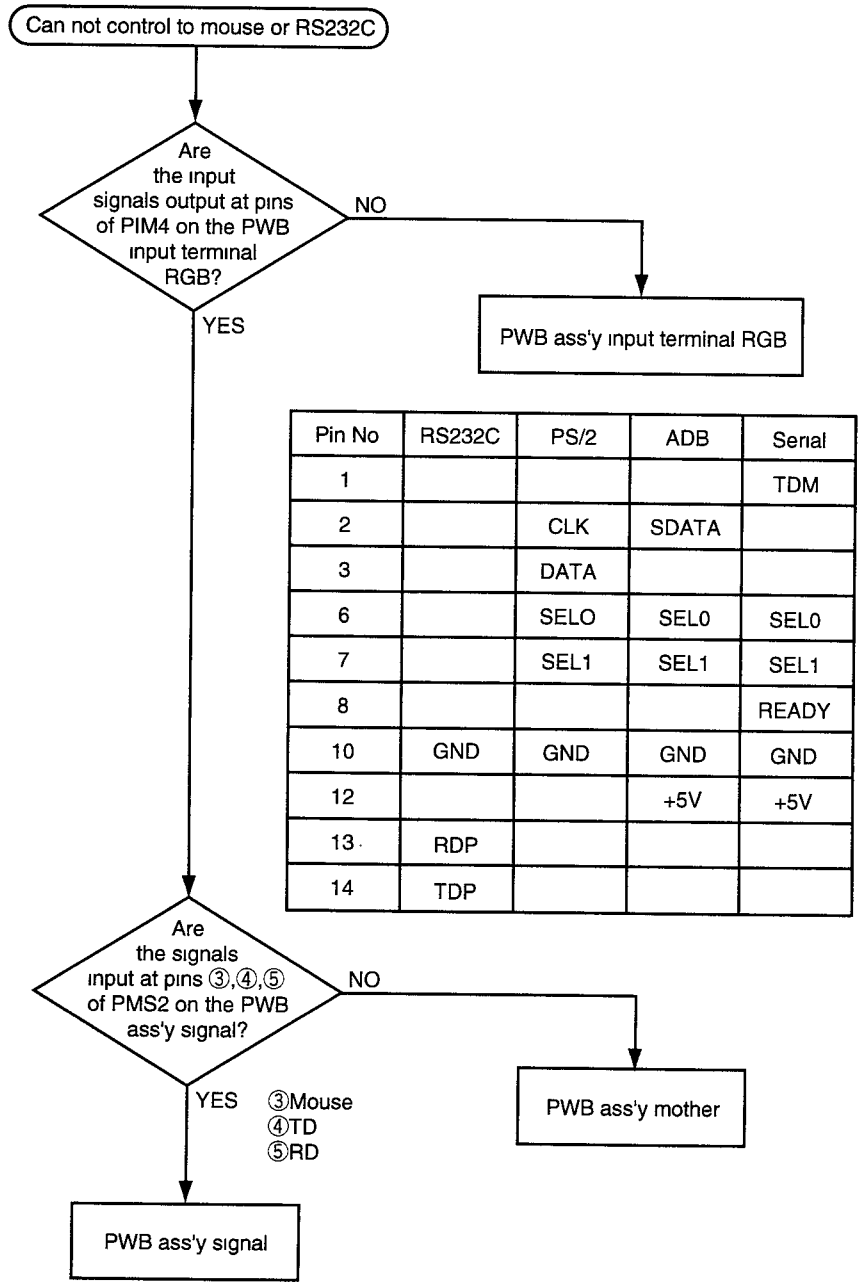 Can not control to mouse or RS232C
Are
the input
signals output at pins
of PIM4 on the PWB
input terminal
RGB?
NO
YES
PWB ass'y input terminal RGB
Pin No RS232C PS/2 ADB Serial
1 TDM
2 CLK SDATA
3 DATA
6 SELO SEL0 SEL0
7 SEL1 SEL1 SEL1
8 READY
10 GND GND GND GND
12 +5V +5V
13 RDP
14 TDP
Are
the signals
input at pins ③,④,⑤
of PMS2 on the PWB
ass'y signal?
NO
YES
③Mouse
④TD
⑤RD
PWB ass'y mother
PWB ass'y signal